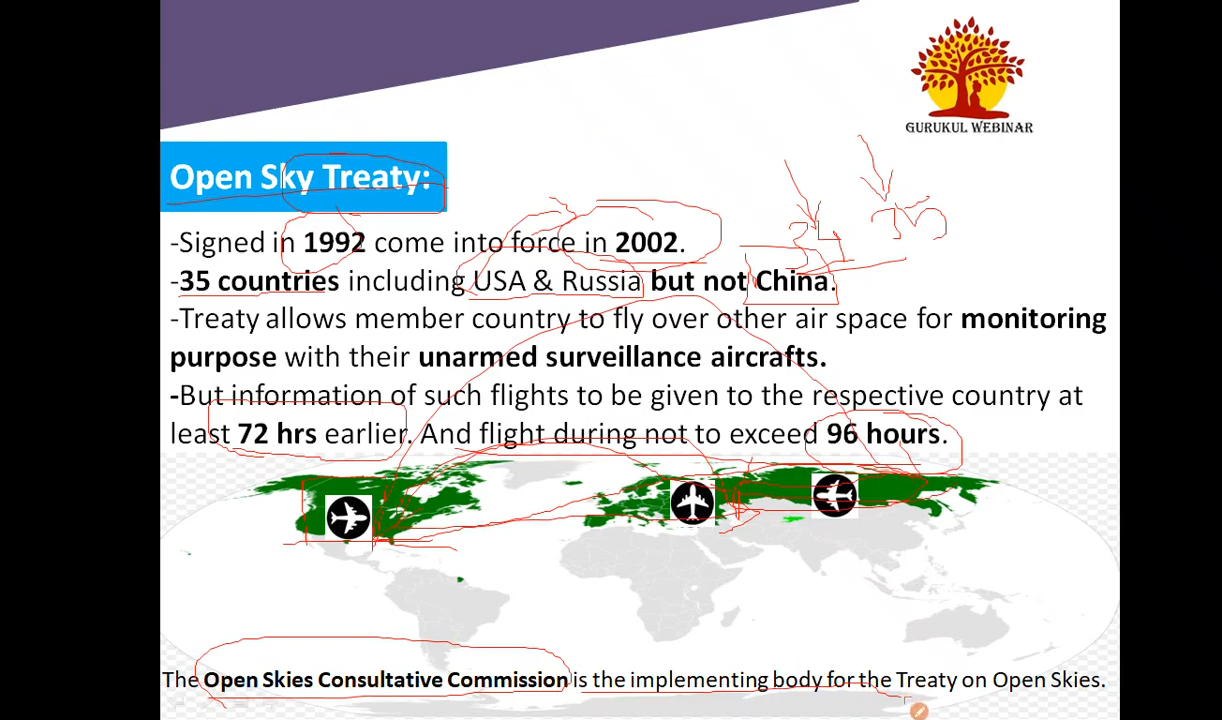 GURUKUL WEBINAR
Open Sky Treaty:
-Signed in 1992 come into force in 2002.
-35 countries including USA & Russia but not China.
-Treaty allows member country to fly over other air space for monitoring
purpose with their unarmed surveillance aircrafts.
-But information of such flights to be given to the respective country at
least 72 hrs earlier. And flight during not to exceed 96 hours.
The Open Skies Consultative Commission is the implementing body for the Treaty on Open Skies.